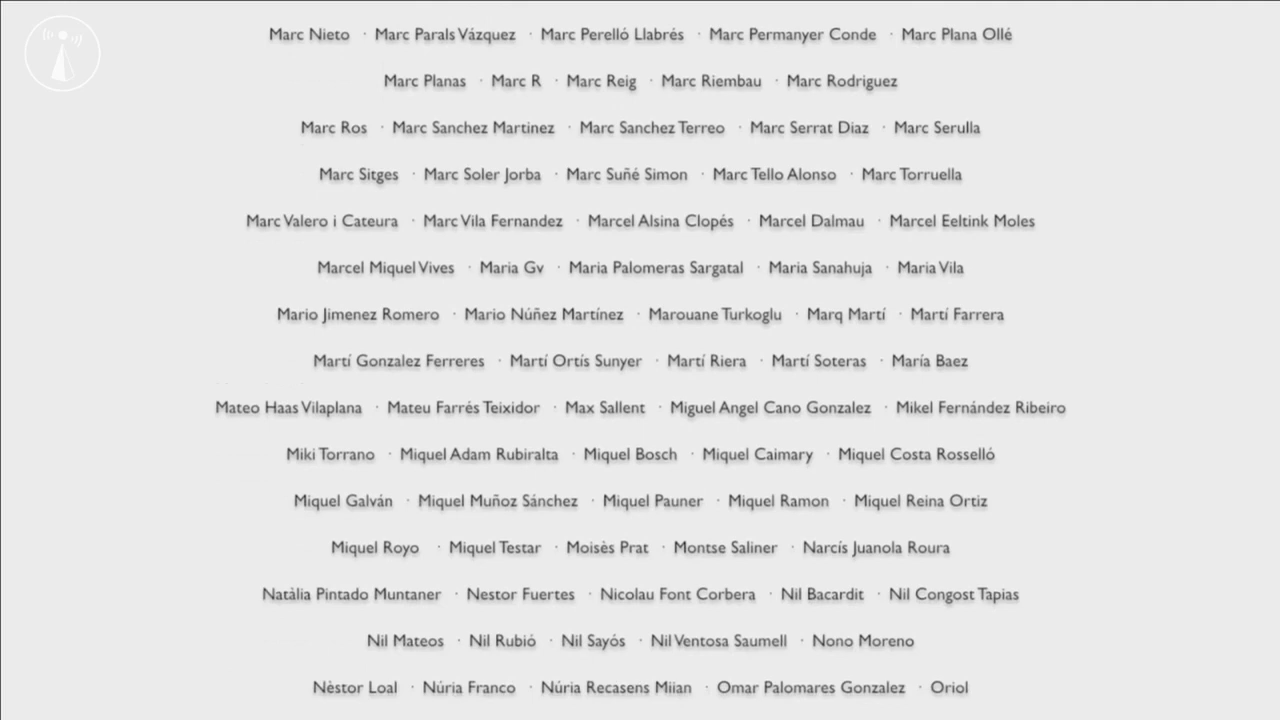 Marc Nieto · Marc Parals Vázquez · Marc Perelló Llabrés · Marc Permanyer Conde · Marc Plana Ollé
Marc Planas · Marc R · Marc Reig · Marc Riembau · Marc Rodriguez
Marc Ros · Marc Sanchez Martinez · Marc Sanchez Terreo · Marc Serrat Diaz · Marc Serulla
Marc Sitges · Marc Soler Jorba · Marc Suñé Simon · Marc Tello Alonso · Marc Torruella
Marc Valero i Cateura · Marc Vila Fernandez · Marcel Alsina Clopés · Marcel Dalmau · Marcel Eeltink Moles
Marcel Miquel Vives · Maria Gv · Maria Palomeras Sargatal · Maria Sanahuja · Maria Vila
Mario Jimenez Romero · Mario Núñez Martínez · Marouane Turkoglu · Marq Martí · Martí Farrera
Martí Gonzalez Ferreres · Martí Ortís Sunyer · Martí Riera · Martí Soteras · María Baez
Mateo Haas Vilaplana · Mateu Farrés Teixidor · Max Sallent · Miguel Angel Cano Gonzalez · Mikel Fernández Ribeiro
Miki Torrano · Miquel Adam Rubiralta · Miquel Bosch · Miquel Caimary · Miquel Costa Rosselló
Miquel Galván · Miquel Muñoz Sánchez · Miquel Pauner · Miquel Ramon · Miquel Reina Ortiz
Miquel Royo · Miquel Testar · Moisès Prat · Montse Saliner · Narcís Juanola Roura
Natàlia Pintado Muntaner · Nestor Fuertes · Nicolau Font Corbera · Nil Bacardit · Nil Congost Tapias
Nil Mateos · Nil Rubió · Nil Sayós · Nil Ventosa Saumell · Nono Moreno
Nèstor Loal · Núria Franco · Núria Recasens Miian · Omar Palomares Gonzalez · Oriol